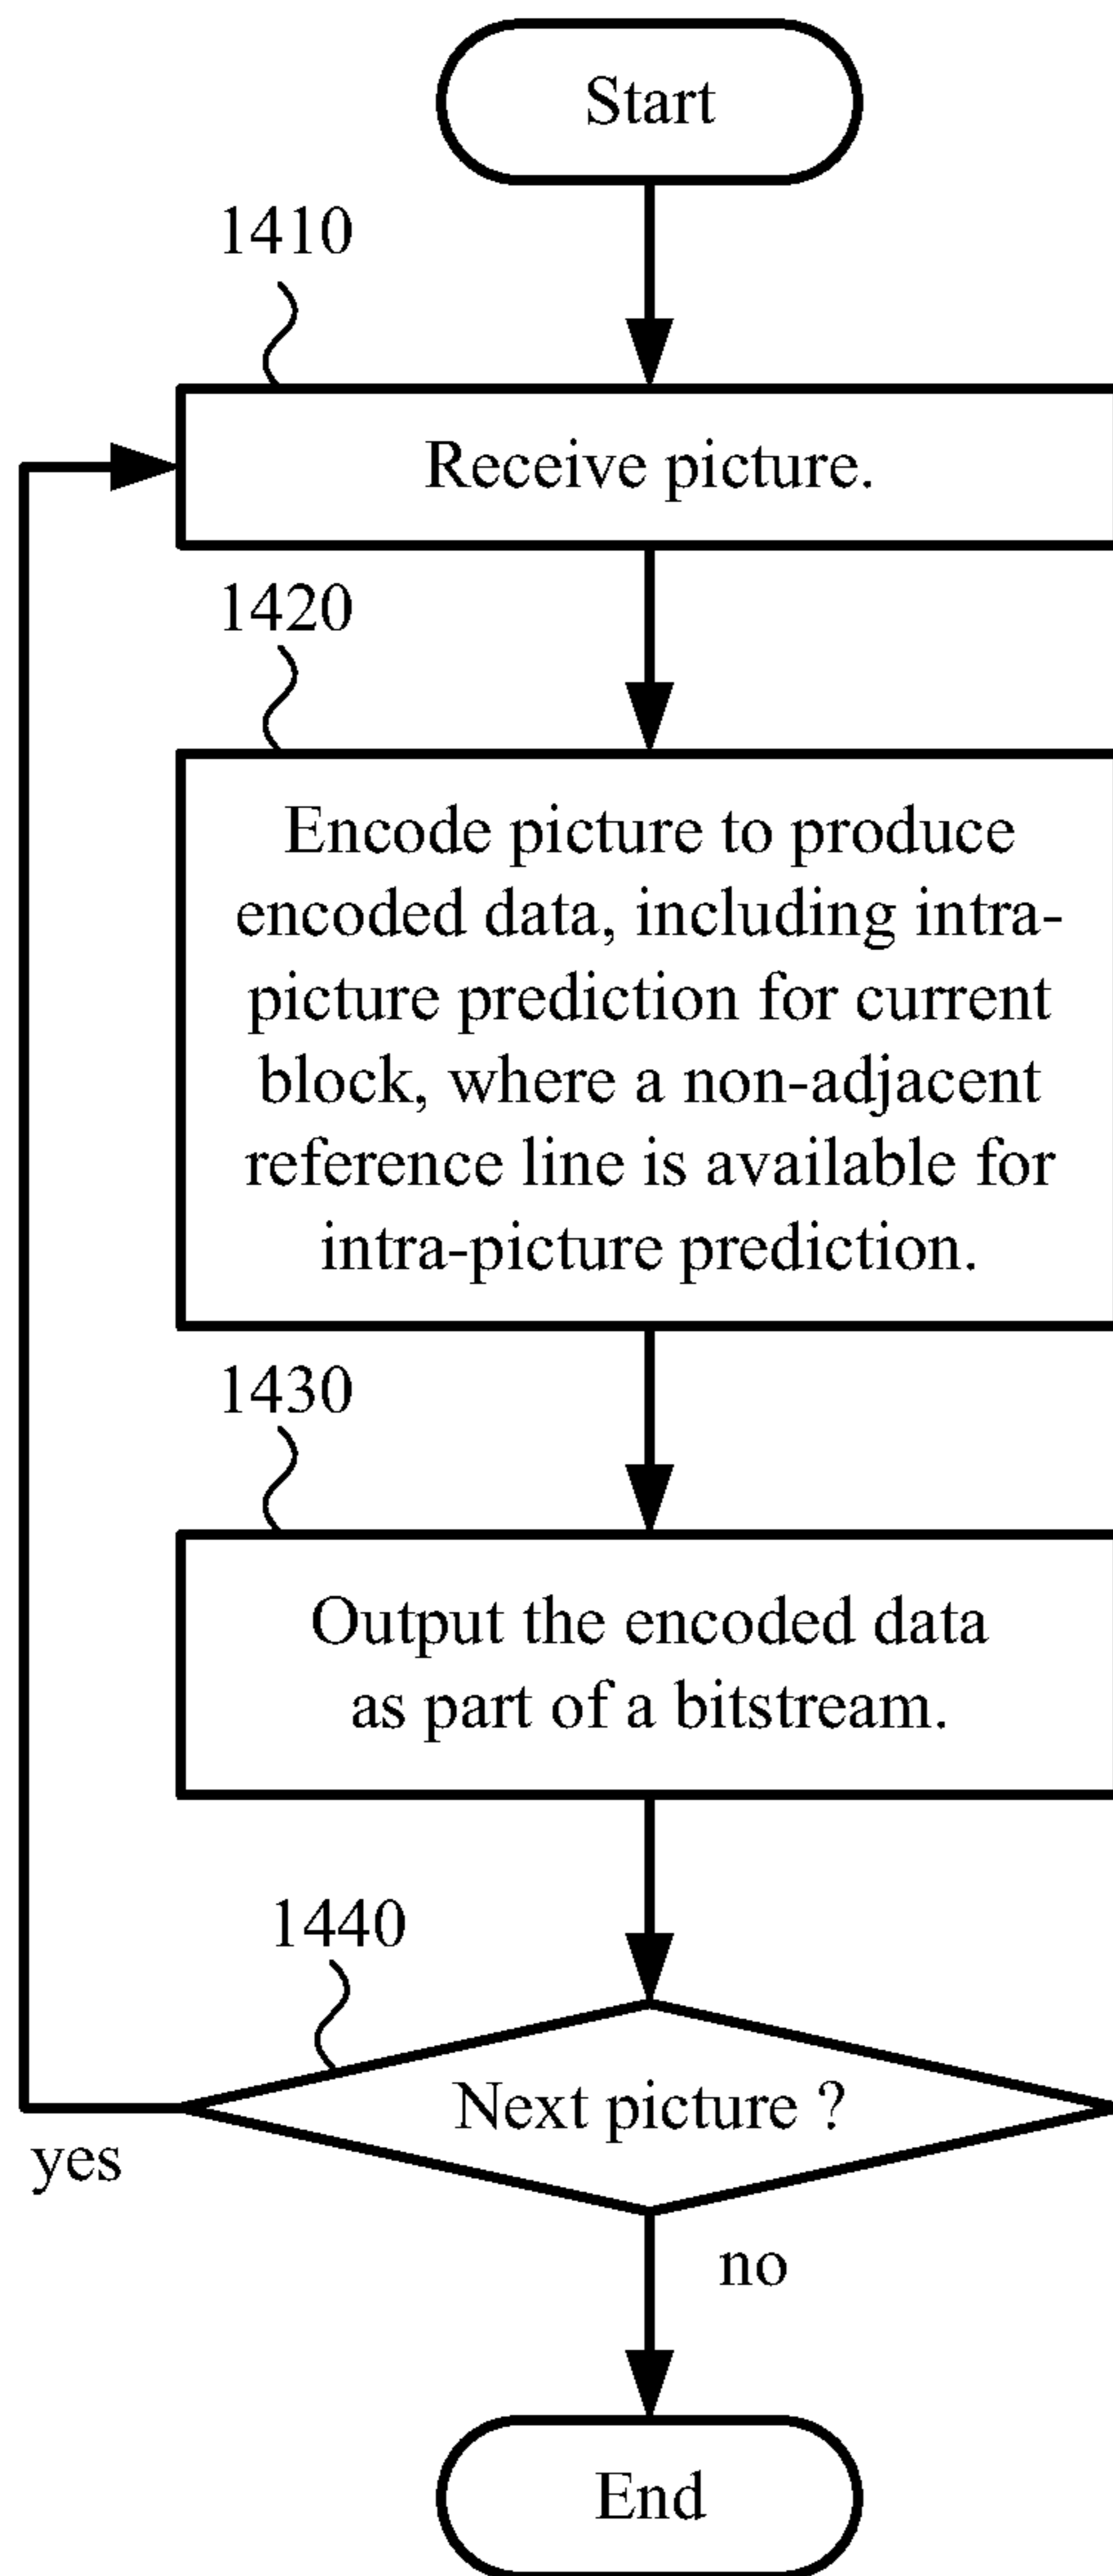 Start
1410
Receive picture.
1420
Encode picture to produce
encoded data, including intra-
picture prediction for current
block, where a non-adjacent
reference line is available for
intra-picture prediction.
1430
Output the encoded data
as part of a bitstream.
1440
Next picture ?
yes
no
End